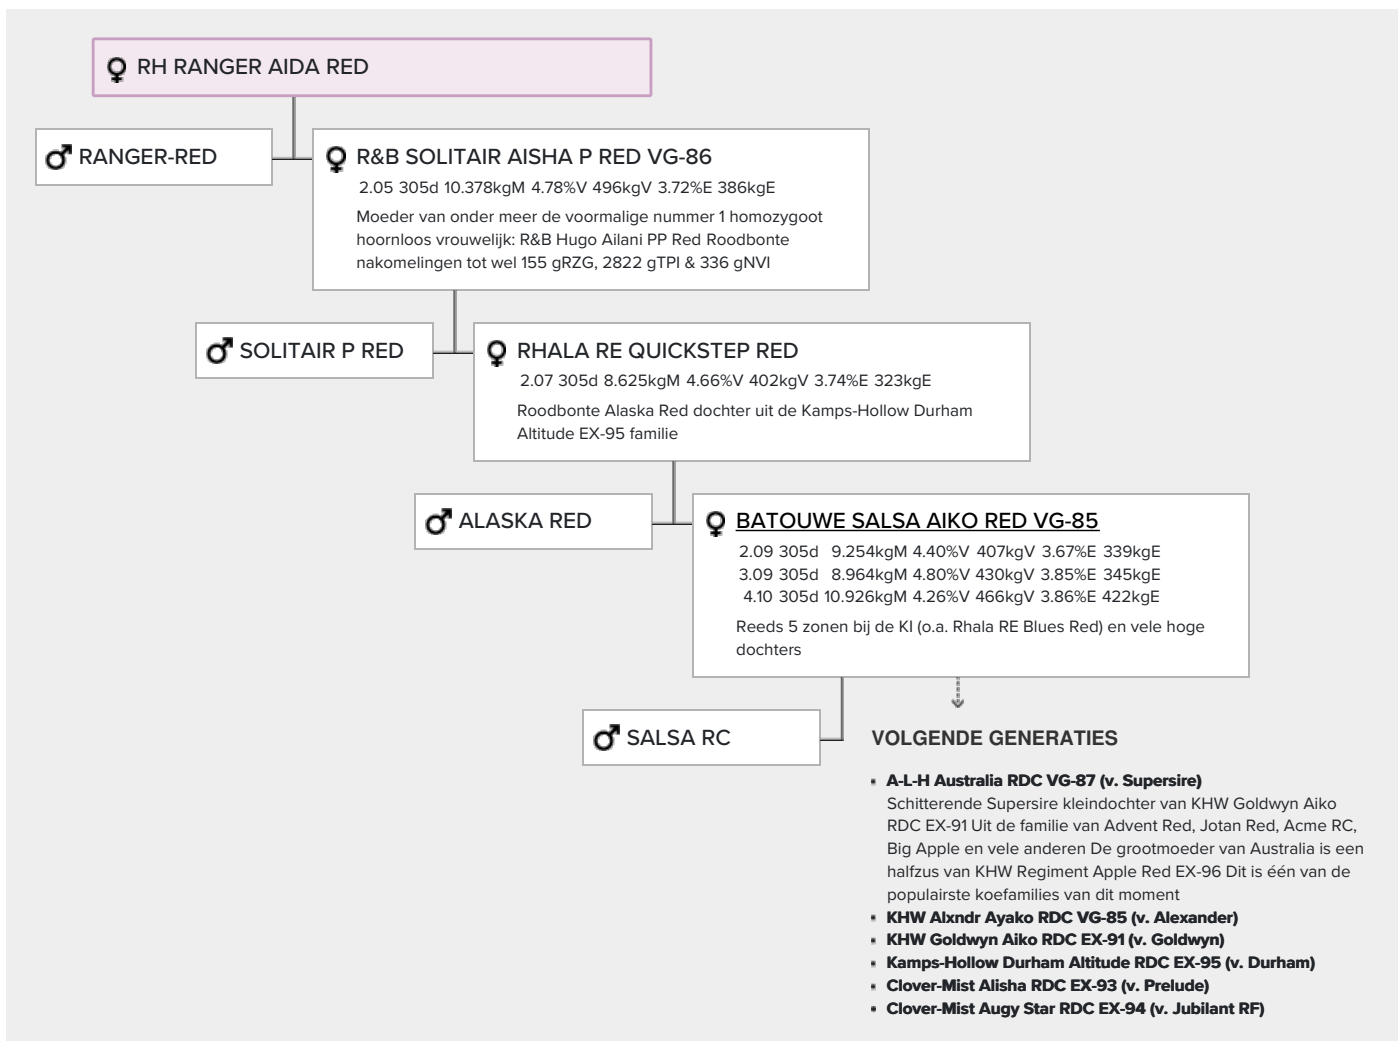 RH RANGER AIDA RED
RANGER-RED
R&B SOLITAIR AISHA P RED VG-86
2.05 305d 10.378kgM 4.78%V 496kgV 3.72%E 386kgE
Moeder van onder meer de voormalige nummer 1 homozygoot
hoornloos vrouwelijk: R&B Hugo Ailani PP Red Roodbonte
nakomelingen tot wel 155 gRZG, 2822 gTPI & 336 gNVI
SOLITAIR P RED
RHALA RE QUICKSTEP RED
2.07 305d 8.625kgM 4.66%V 402kgV 3.74%E 323kgE
Roodbonte Alaska Red dochter uit de Kamps-Hollow Durham
Altitude EX-95 familie
ALASKA RED
BATOUWE SALSA AIKO RED VG-85
2.09 305d 9.254kgM 4.40%V 407kgV 3.67%E 339kgE
3.09 305d 8.964kgM 4.80%V 430kgV 3.85%E 345kgE
4.10 305d 10.926kgM 4.26%V 466kgV 3.86%E 422kgE
Reeds 5 zonen bij de KI (o.a. Rhala RE Blues Red) en vele hoge
dochters
SALSA RC
VOLGENDE GENERATIES
A-L-H Australia RDC VG-87 (v. Supersire)
Schitterende Supersire kleindochter van KHW Goldwyn Aiko
RDC EX-91 Uit de familie van Advent Red, Jotan Red, Acme RC,
Big Apple en vele anderen De grootmoeder van Australia is een
halfzus van KHW Regiment Apple Red EX-96 Dit is één van de
populairste koefamilies van dit moment
KHW Alxndr Ayako RDC VG-85 (v. Alexander)
KHW Goldwyn Aiko RDC EX-91 (v. Goldwyn)
Kamps-Hollow Durham Altitude RDC EX-95 (v. Durham)
Clover-Mist Alisha RDC EX-93 (v. Prelude)
Clover-Mist Augy Star RDC EX-94 (v. Jubilant RF)